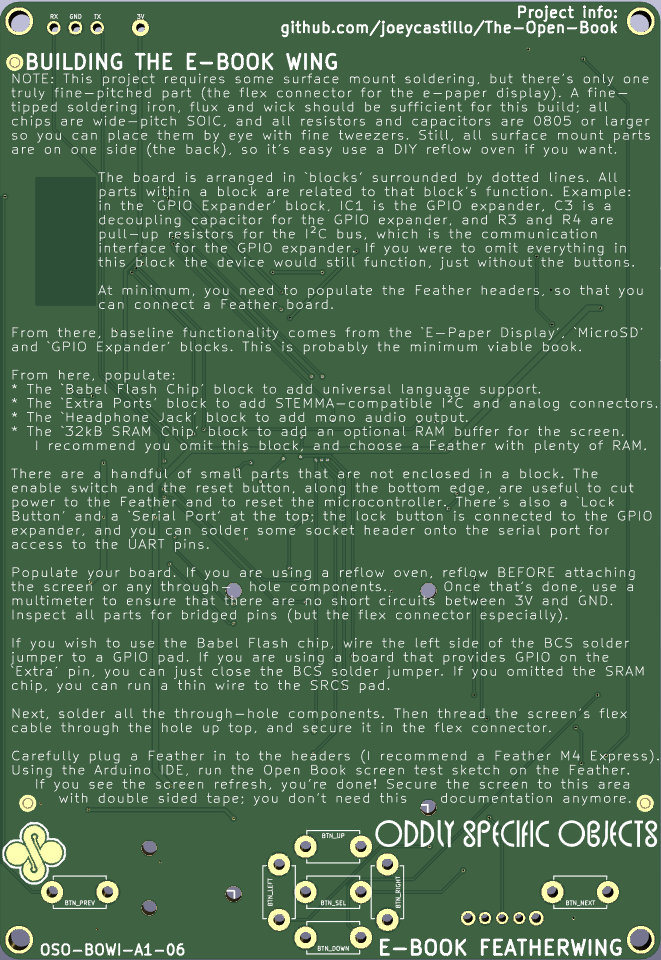 Project info:
RX GND TX 3V
github.com/joeycastillo/The-Open-Book
BUILDING THE E-BOOK WING
NOTE: This project requires some surface mount soldering, but there's only one
truly fine-pitched part (the flex connector for the e-paper display). A fine-
tipped soldering iron, flux and wick should be sufficient for this build; all
chips are wide-pitch SOIC, and all resistors and capacitors are 0805 or larger
so you can place them by eye with fine tweezers. Still, all surface mount parts
are on one side (the back), so it's easy use a DIY reflow oven if you want.
The board is arranged in `blocks' surrounded by dotted lines. All
parts within a block are related to that block's function. Example:
in the `GPIO Expander' block, IC1 is the GPIO expander, C3 is a
decoupling capacitor for the GPIO expander, and R3 and R4 are
pull-up resistors for the I²C bus, which is the communication
interface for the GPIO expander. If you were to omit everything in
this block the device would still function, just without the buttons.
At minimum, you need to populate the Feather headers, so that you
can connect a Feather board.
From there, baseline functionality comes from the `E-Paper Display', `MicroSD'
and `GPIO Expander' blocks. This is probably the minimum viable book.
From here, populate:
* The `Babel Flash Chip' block to add universal language support.
* The `Extra Ports' block to add STEMMA-compatible I²C and analog connectors.
* The `Headphone Jack' block to add mono audio output.
* The `32kB SRAM Chip' block to add an optional RAM buffer for the screen.
I recommend you omit this block, and choose a Feather with plenty of RAM.
There are a handful of small parts that are not enclosed in a block. The
enable switch and the reset button, along the bottom edge, are useful to cut
power to the Feather and to reset the microcontroller. There's also a `Lock
Button' and a `Serial Port' at the top; the lock button is connected to the GPIO
expander, and you can solder some socket header onto the serial port for
access to the UART pins.
Populate your board. If you are using a reflow oven, reflow BEFORE attaching
the screen or any through-hole components. Once that's done, use a
multimeter to ensure that there are no short circuits between 3V and GND.
Inspect all parts for bridged pins (but the flex connector especially).
If you wish to use the Babel Flash chip, wire the left side of the BCS solder
jumper to a GPIO pad. If you are using a board that provides GPIO on the
`Extra' pin, you can just close the BCS solder jumper. If you omitted the SRAM
chip, you can run a thin wire to the SRCS pad.
Next, solder all the through-hole components. Then thread the screen's flex
cable through the hole up top, and secure it in the flex connector.
Carefully plug a Feather in to the headers (I recommend a Feather M4 Express).
Using the Arduino IDE, run the Open Book screen test sketch on the Feather.
If you see the screen refresh, you're done! Secure the screen to this area
with double sided tape; you don't need this documentation anymore.
ODDLY SPECIFIC OBJECTS
BTN_UP
BTN_LEFT
BTN_RIGHT
BTN_PREV
BTN_SEL
BTN_NEXT
BTN_DOWN
OSO-BOWI-A1-06
E-BOOK FEATHERWING